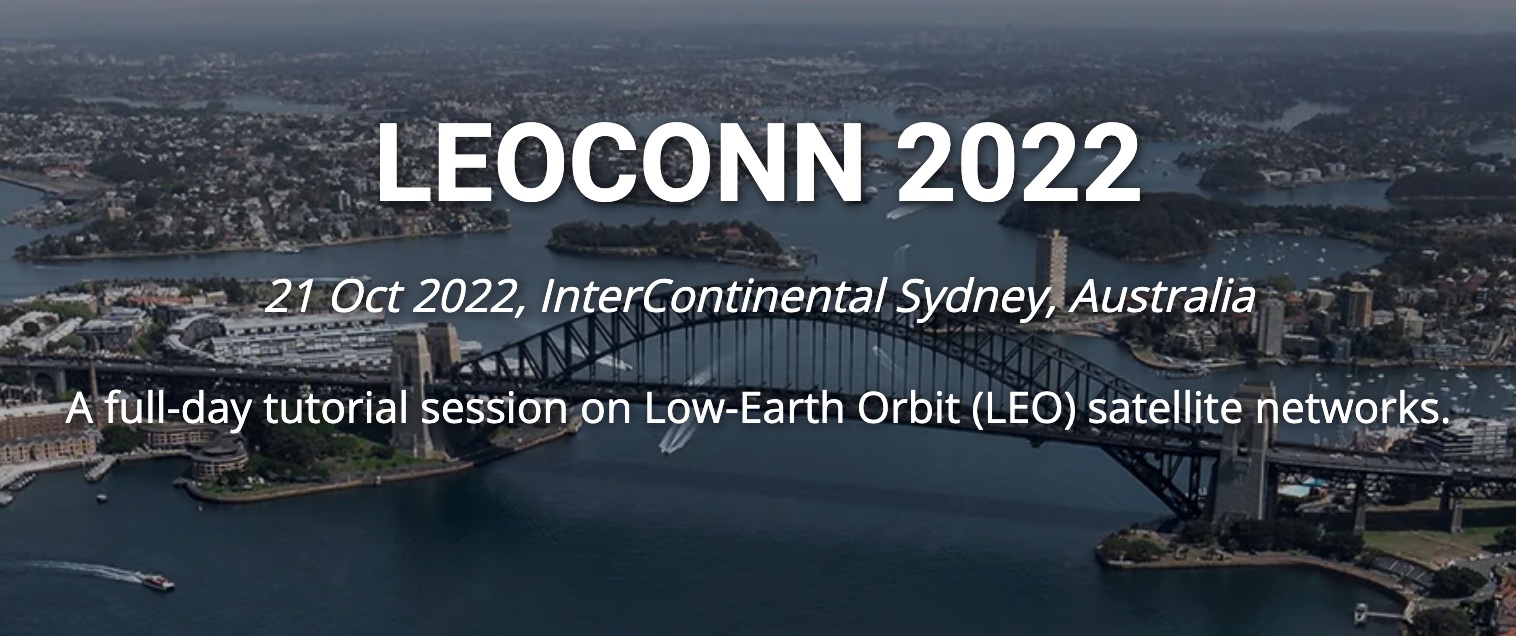 LEOCONN 2022
21 Oct 2022, InterContinental Sydney, Australia
A full-day tutorial session on Low-Earth Orbit (LEO) satellite networks.